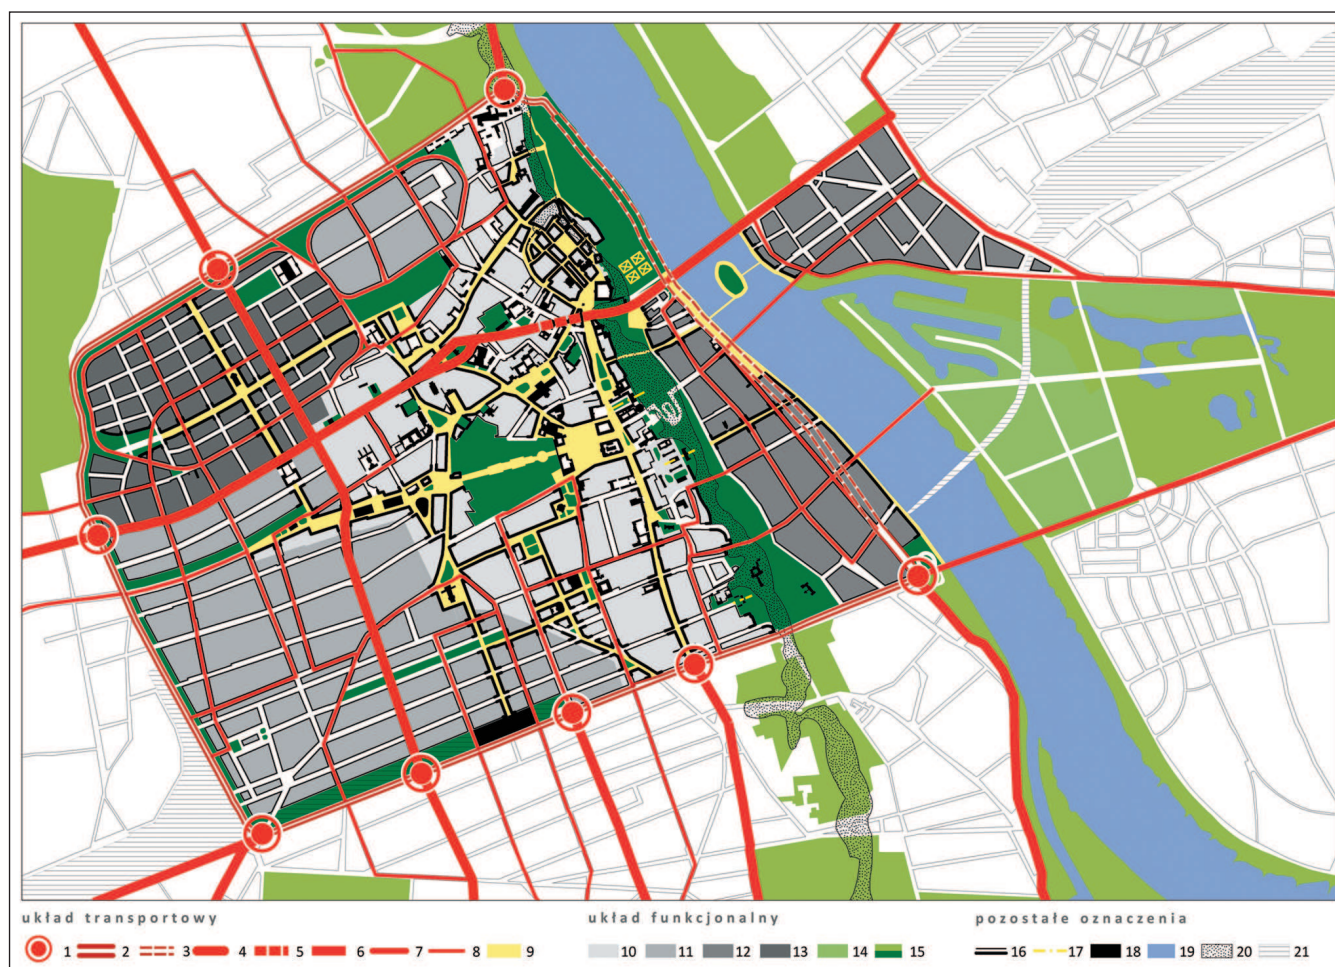 układ transportowy
układ funkcjonalny
pozostałe oznaczenia
1 2 3 4 5 6 7 8 9 10 11 12 13 14 15 16 17 18 19 20 21